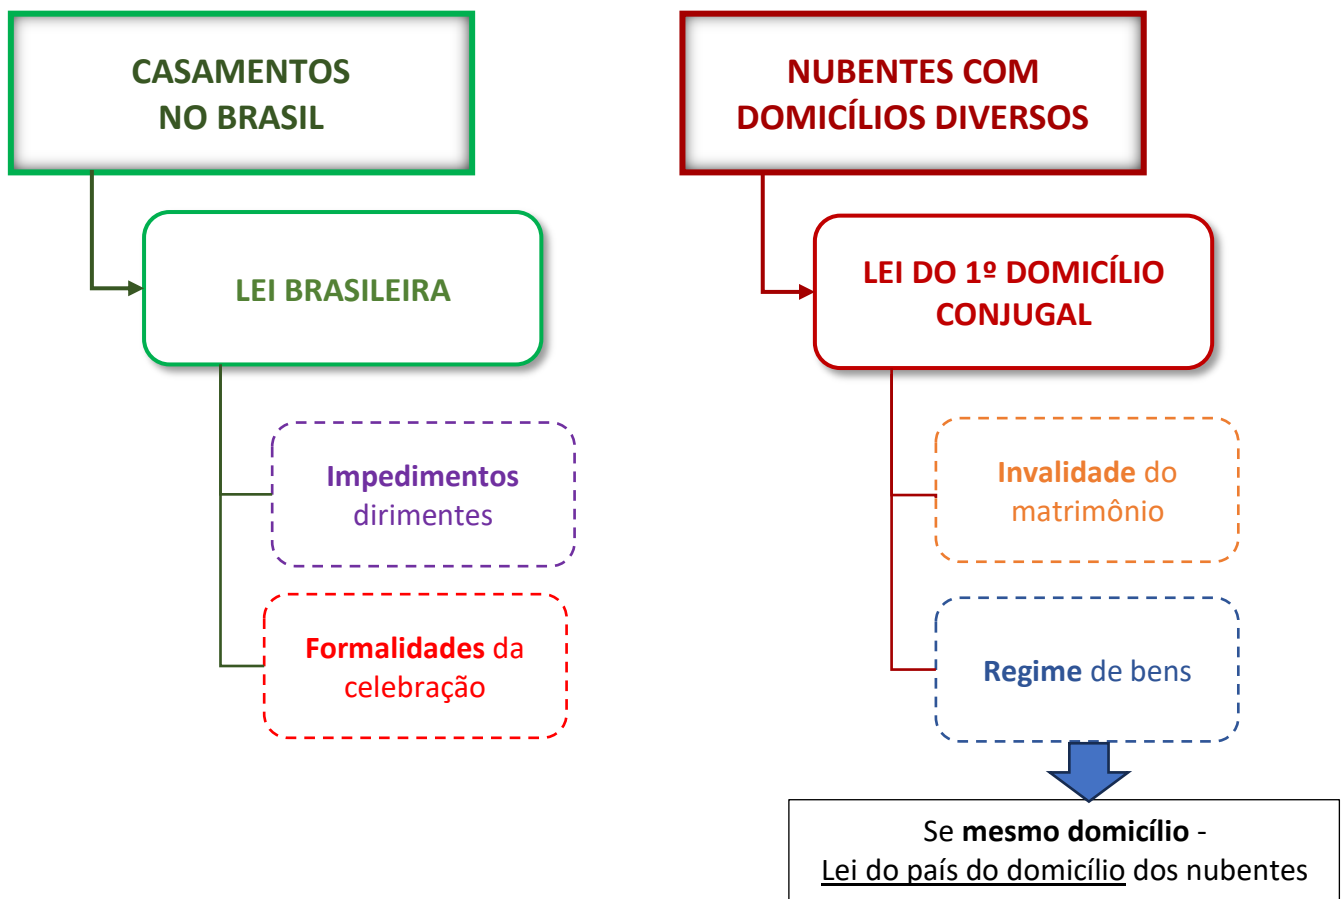 CASAMENTOS
NO BRASIL
LEI BRASILEIRA
Impedimentos
dirimentes
Formalidades da
celebração
NUBENTES COM
DOMICÍLIOS DIVERSOS
LEI DO 1º DOMICÍLIO
CONJUGAL
Invalidade do
matrimônio
Regime de bens
Se mesmo domicílio -
Lei do país do domicílio dos nubentes